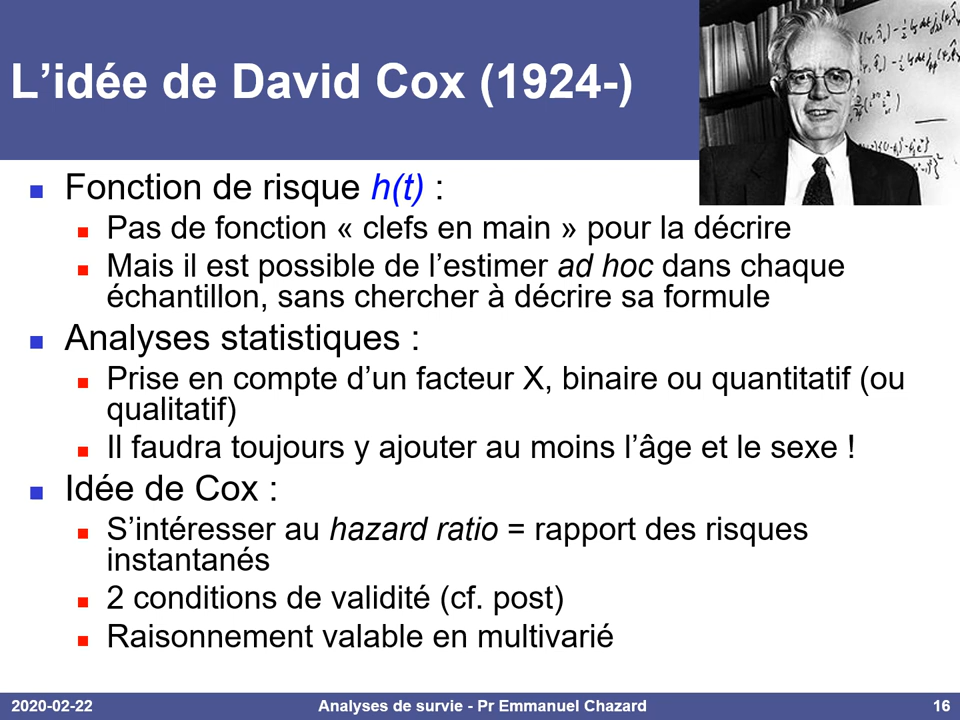 L'idée de David Cox (1924-)
Fonction de risque h(t) :
Pas de fonction « clefs en main » pour la décrire
Mais il est possible de l'estimer ad hoc dans chaque
échantillon, sans chercher à décrire sa formule
Analyses statistiques :
Prise en compte d'un facteur X, binaire ou quantitatif (ou
qualitatif)
Il faudra toujours y ajouter au moins l'âge et le sexe !
Idée de Cox :
S'intéresser au hazard ratio = rapport des risques
instantanés
2 conditions de validité (cf. post)
Raisonnement valable en multivarié
2020-02-22
Analyses de survie - Pr Emmanuel Chazard
16